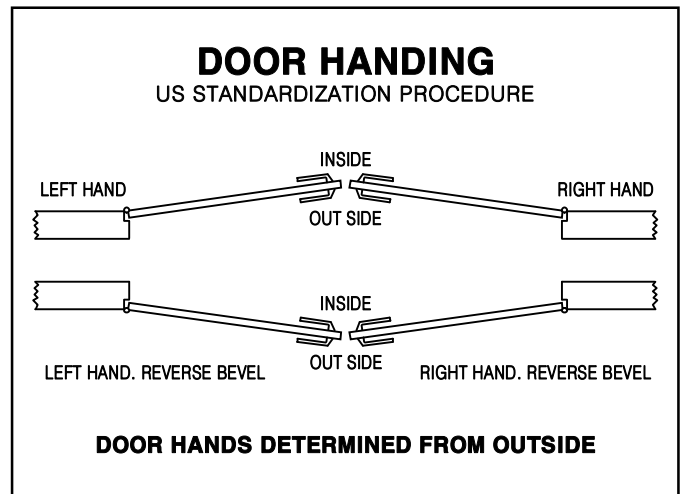 DOOR HANDING
US STANDARDIZATION PROCEDURE
INSIDE
LEFT HAND
RIGHT HAND
OUT SIDE
INSIDE
OUT SIDE
LEFT HAND. REVERSE BEVEL
RIGHT HAND. REVERSE BEVEL
DOOR HANDS DETERMINED FROM OUTSIDE